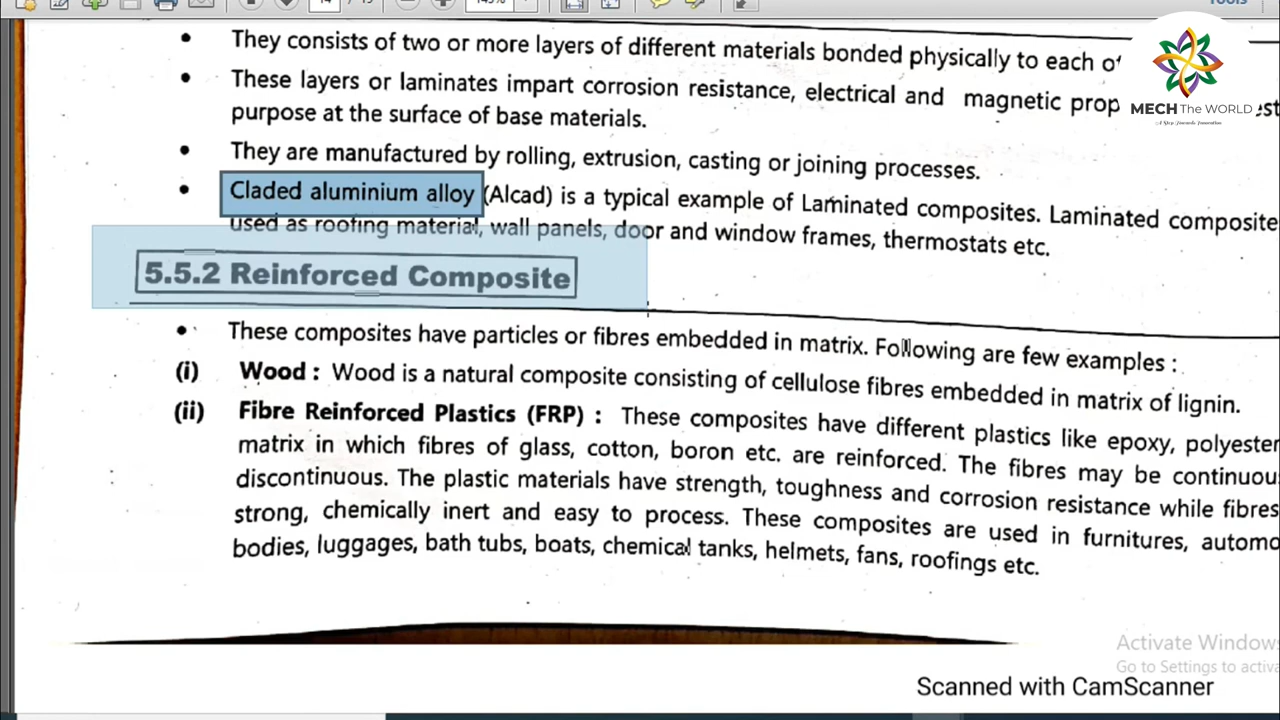 14
145%
Tools
They consists of two or more layers of different materials bonded physically to each
MECH The WORLD
A Step Towards Innovation
These layers or laminates impart corrosion resistance, electrical and magnetic
purpose at the surface of base materials.
They are manufactured by rolling, extrusion, casting or joining processes.
Claded aluminium alloy (Alcad) is a typical example of Laminated composites. Laminated composite
used as roofing material, wall panels, door and window frames, thermostats etc.
5.5.2 Reinforced Composite
These composites have particles or fibres embedded in matrix. Following are few examples :
(i) Wood : Wood is a natural composite consisting of cellulose fibres embedded in matrix of lignin.
(ii) Fibre Reinforced Plastics (FRP) : These composites have different plastics like epoxy, polyester
matrix in which fibres of glass, cotton, boron etc. are reinforced. The fibres may be
discontinuous. The plastic materials have strength, toughness and corrosion resistance while fibres
strong, chemically inert and easy to process. These composites are used in furnitures,
bodies, luggages, bath tubs, boats, chemical tanks, helmets, fans, roofings etc.
Activate Windows
Go to Settings to
Scanned with CamScanner